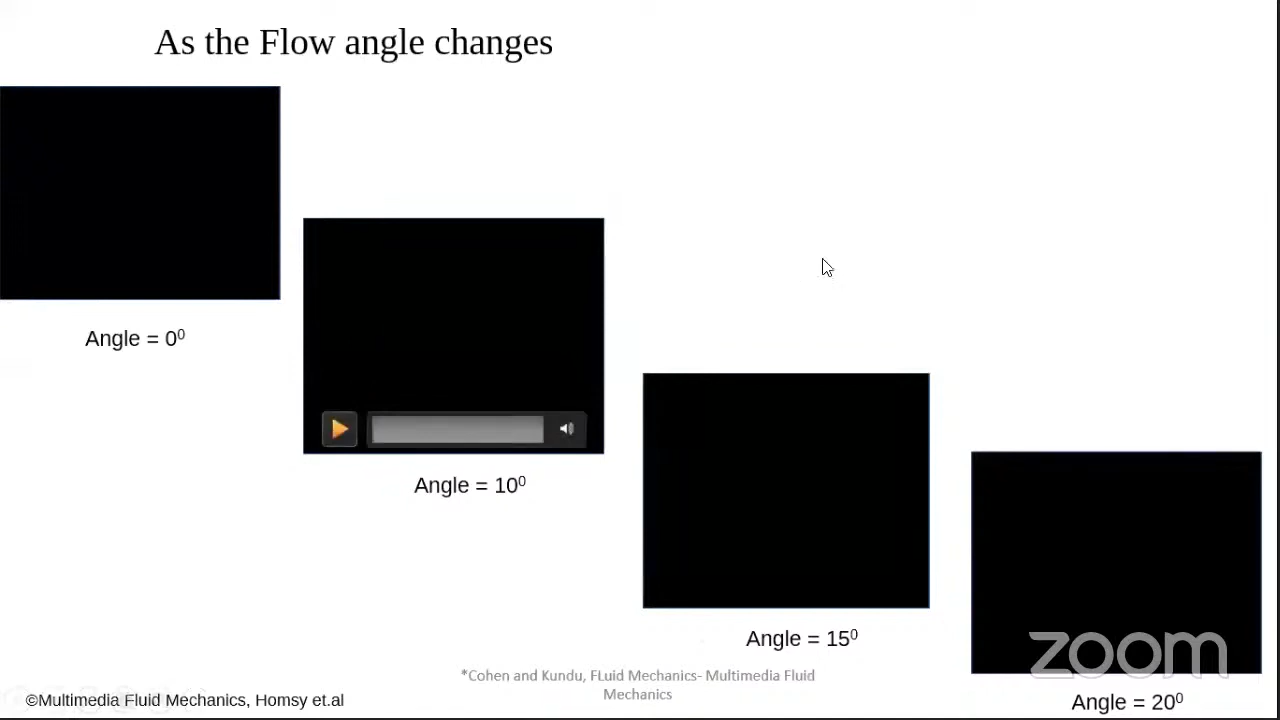 As the Flow angle changes
Angle = 0⁰
Angle = 10⁰
Angle = 15⁰
zoom
*Cohen and Kundu, FLuid Mechanics- Multimedia Fluid
Mechanics
©Multimedia Fluid Mechanics, Homsy et.al
Angle = 20⁰